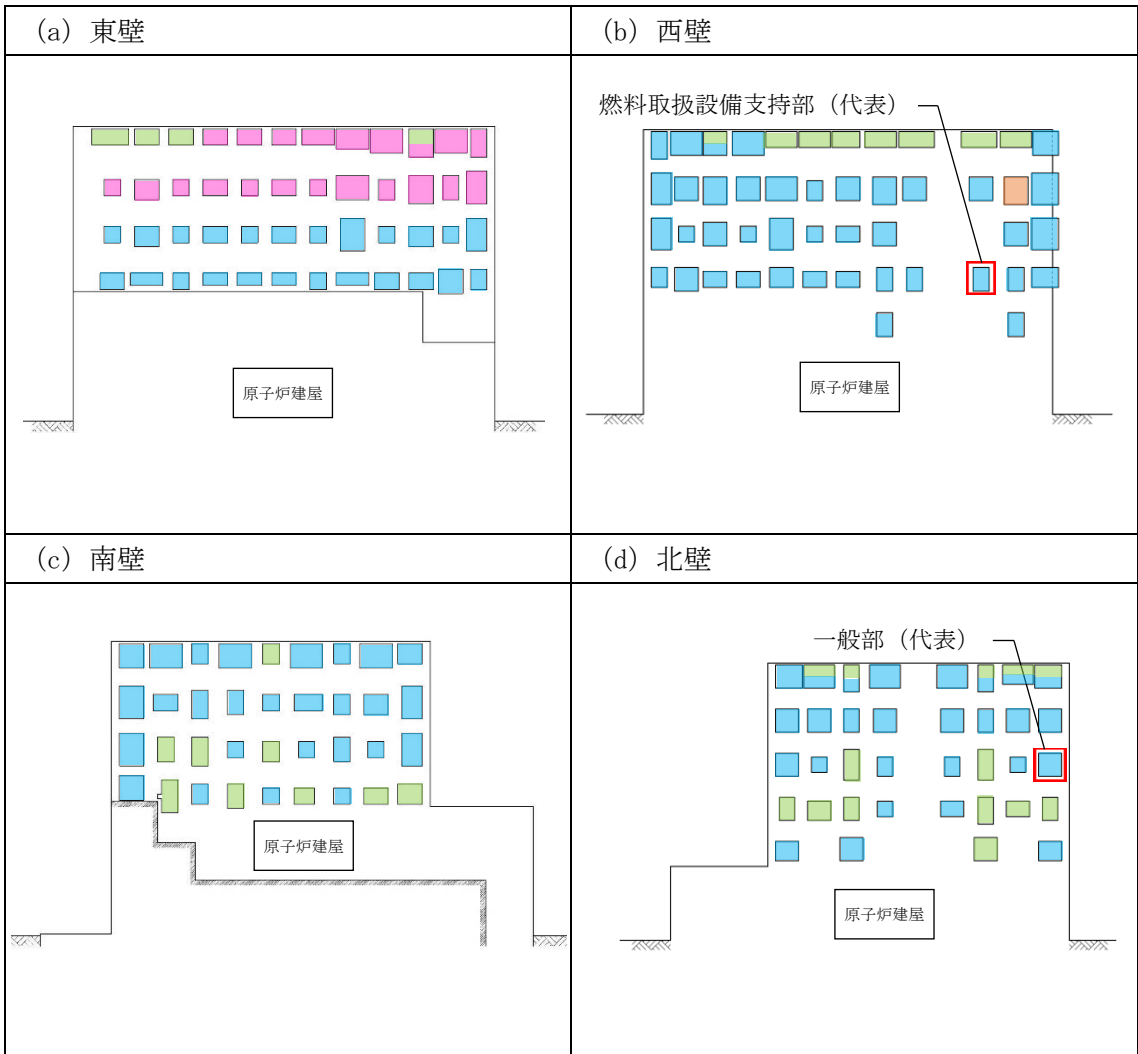 (a) 東壁
(b) 西壁
燃料取扱設備支持部 (代表)
原子炉建屋
原子炉建屋
(c) 南壁
(d) 北壁
一般部 (代表)
原子炉建屋
原子炉建屋